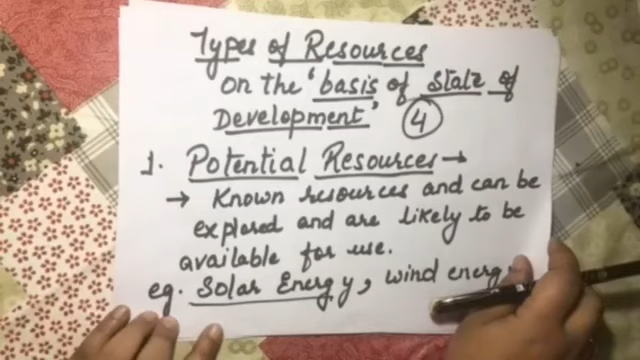 Types of Resources
on the 'basis of State of
Development' 4
1. Potential Resources →
→ Known resources and can be
explored and are likely to be
available for use.
eg. Solar Energy, wind energ